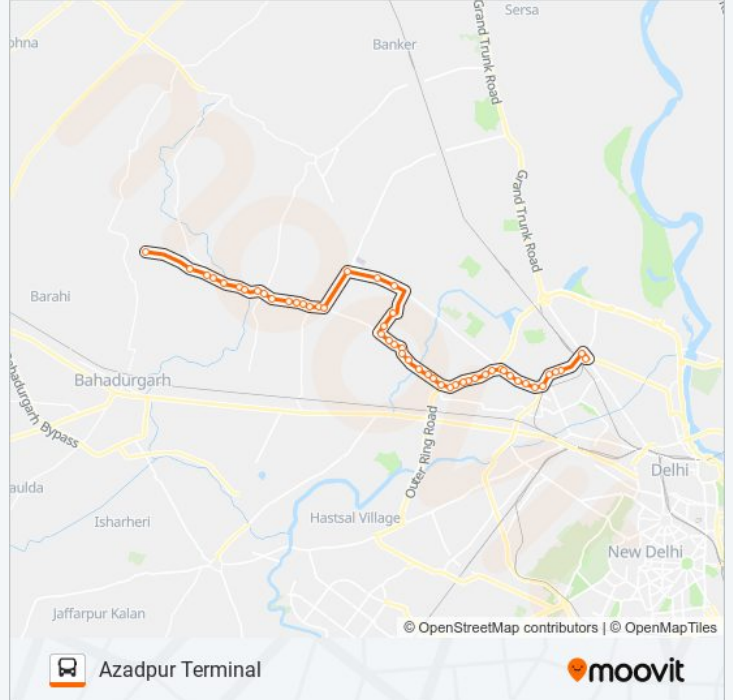 Sersa
ohna
Banker
Grand Trunk Road
Grand Trunk Road
Barahi
Bahadurgarh
Bahadurgarh Bypass
Outer Ring Road
Delhi
aulda
Isharheri
Hastsal Village
New Delhi
Jaffarpur Kalan
© OpenStreetMap contributors | © OpenMapTiles
Azadpur Terminal
moovit